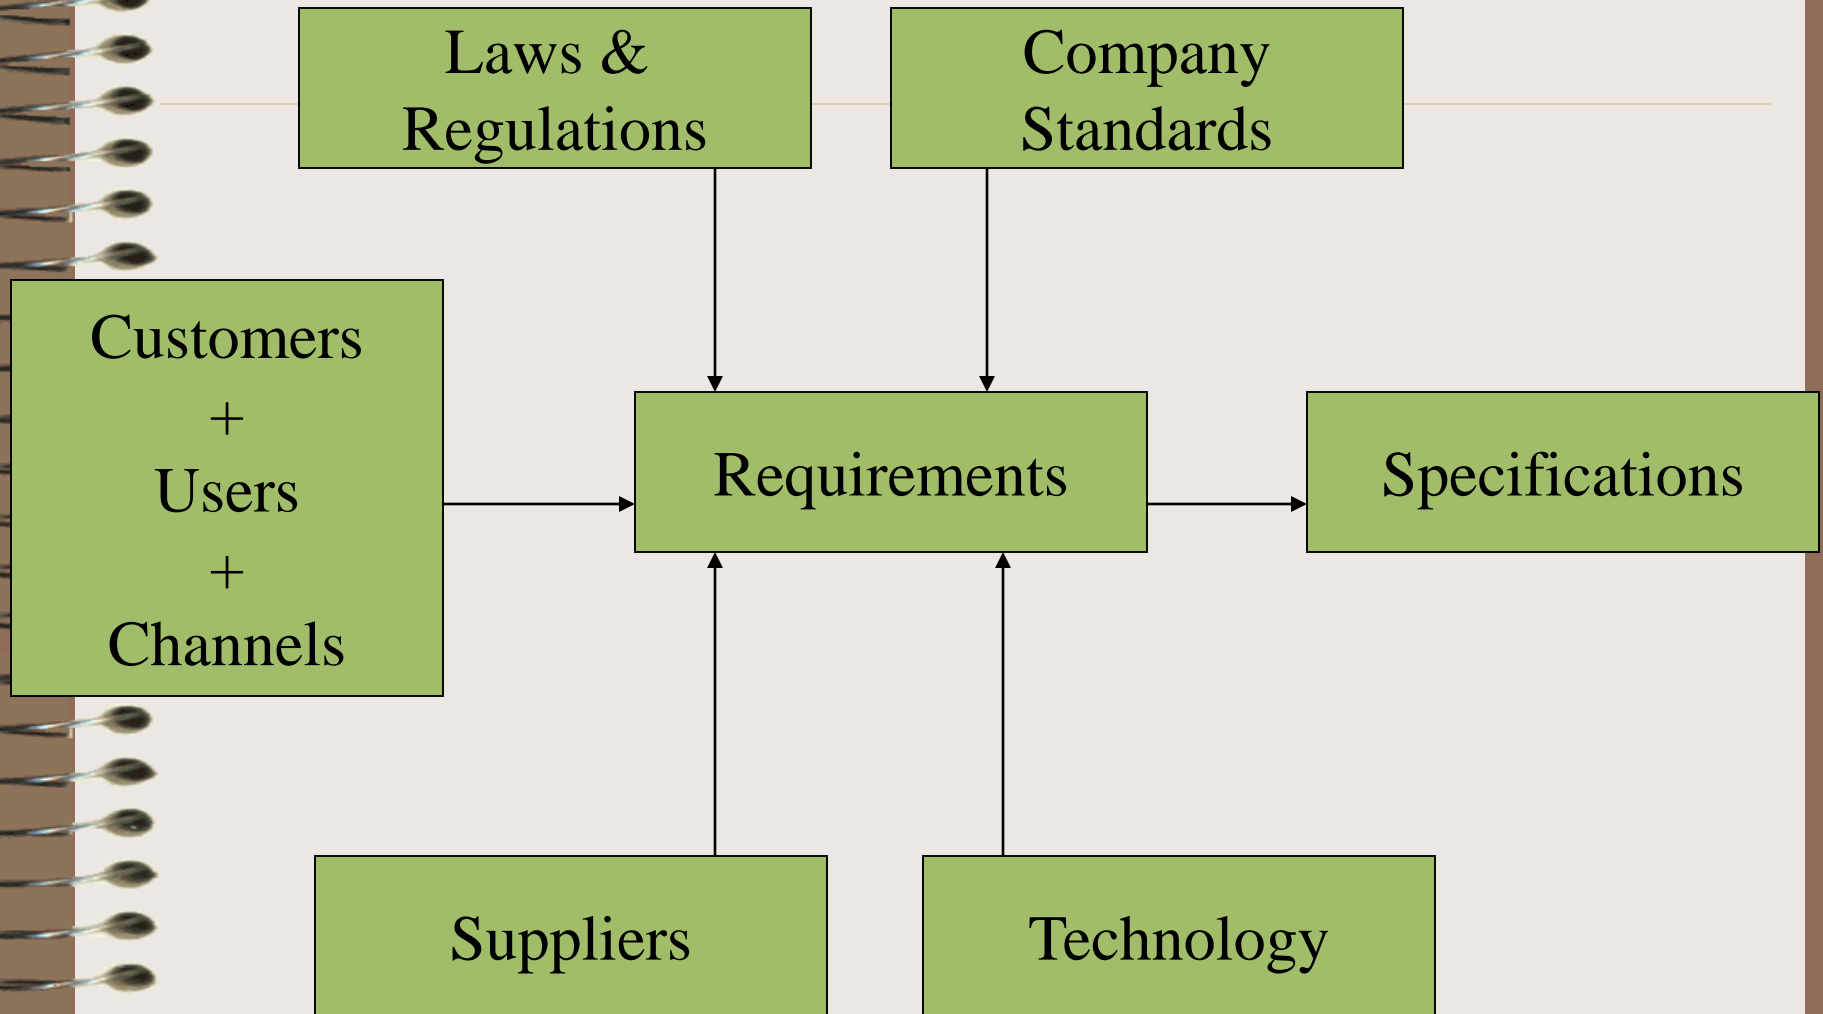 Laws &
Regulations
Company
Standards
Customers
+
Users
+
Channels
Requirements
Specifications
Suppliers
Technology